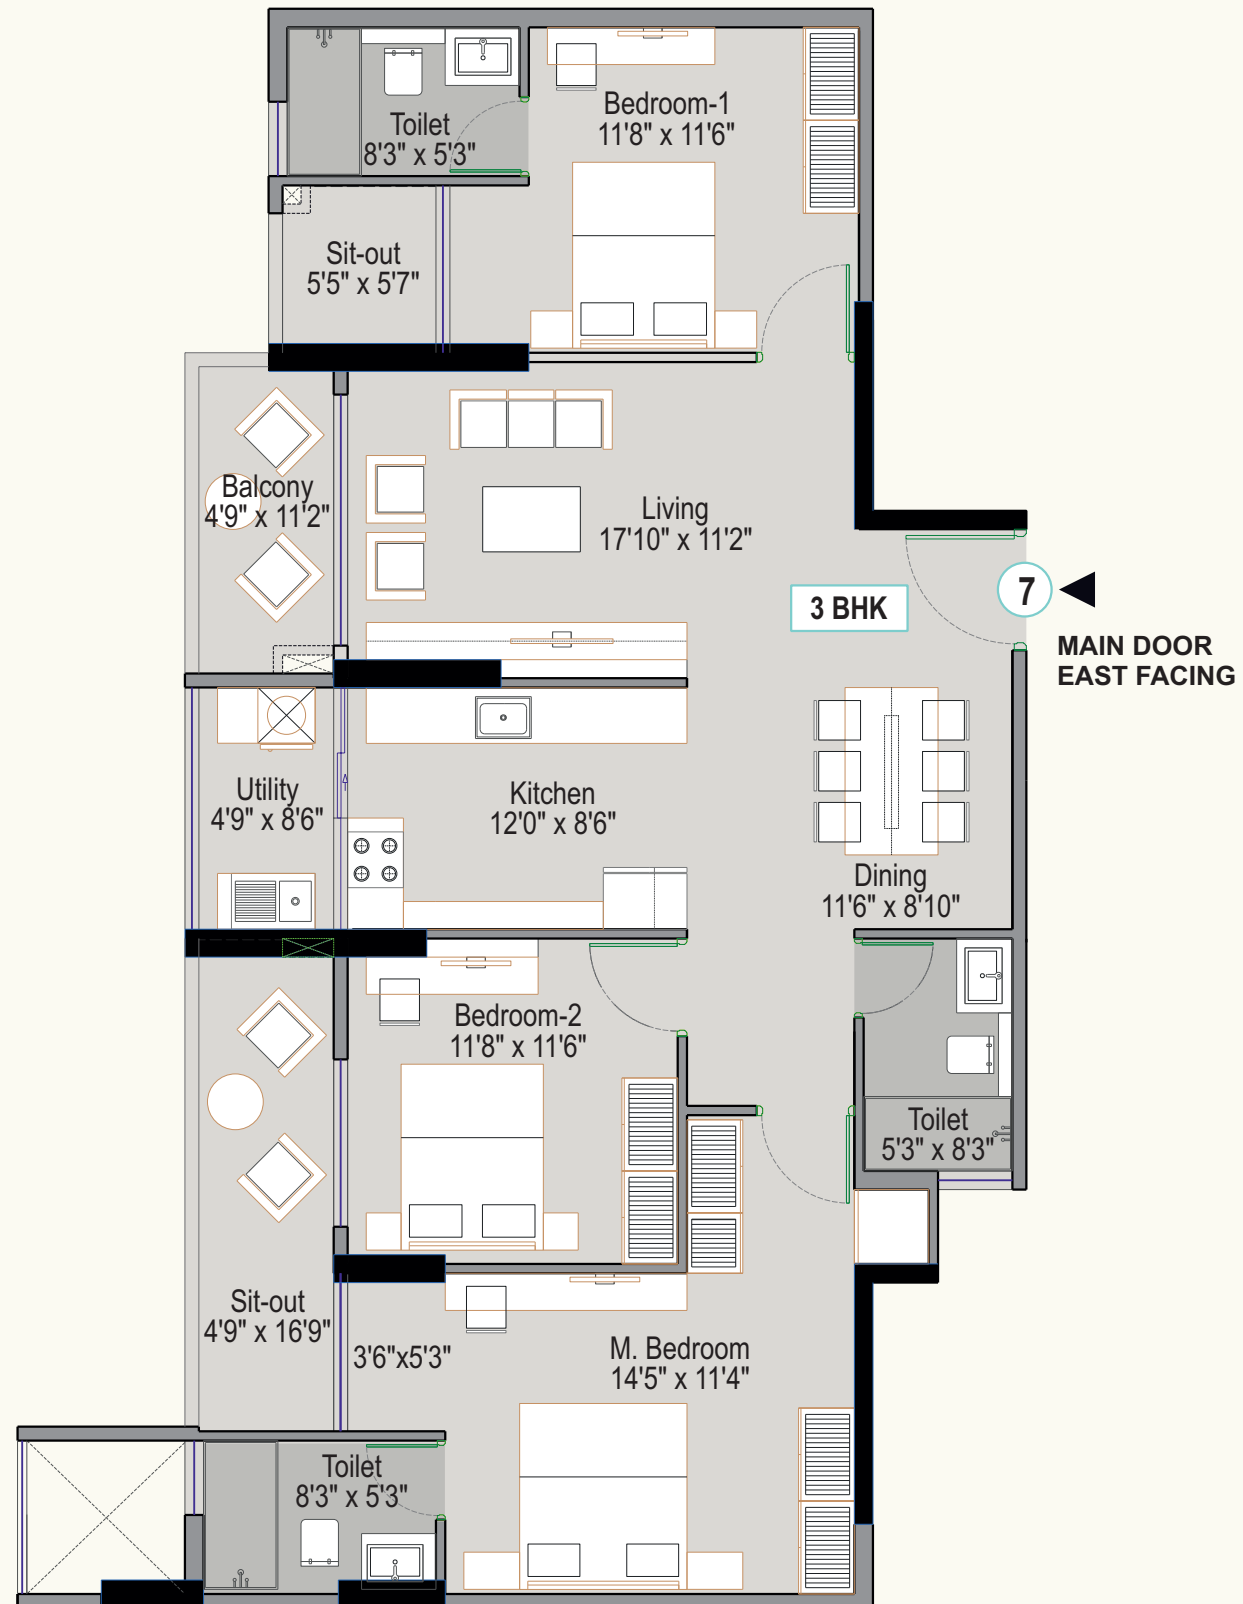 Toilet
8'3" x 5'3"
Bedroom-1
11'8" x 11'6"
Sit-out
5'5" x 5'7"
Balcony
4'9" x 11'2"
Living
17'10" x 11'2"
3 BHK
7
MAIN DOOR
EAST FACING
Utility
4'9" x 8'6"
Kitchen
12'0" x 8'6"
Dining
11'6" x 8'10"
Bedroom-2
11'8" x 11'6"
Toilet
5'3" x 8'3"
Sit-out
4'9" x 16'9"
3'6"x5'3"
M. Bedroom
14'5" x 11'4"
Toilet
8'3" x 5'3"